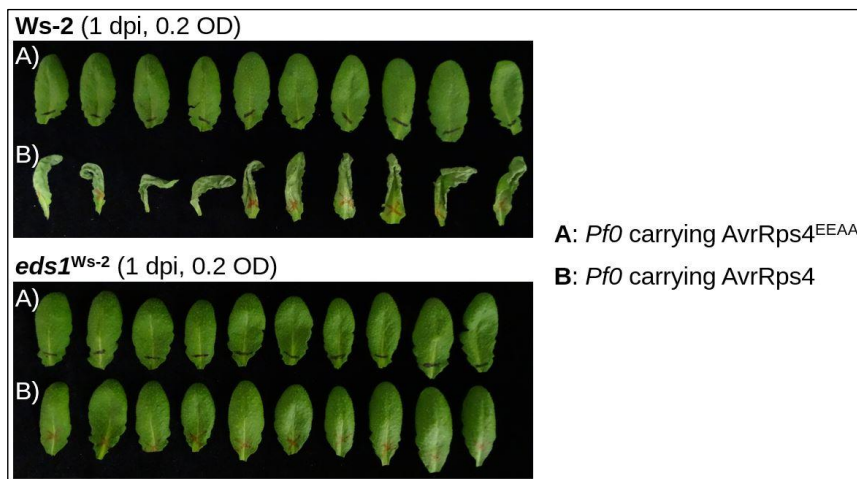 Ws-2 (1 dpi, 0.2 OD)
A)
B)
eds1Ws-2 (1 dpi, 0.2 OD)
A)
B)
A: Pf0 carrying AvrRps4EEAA
B: Pf0 carrying AvrRps4